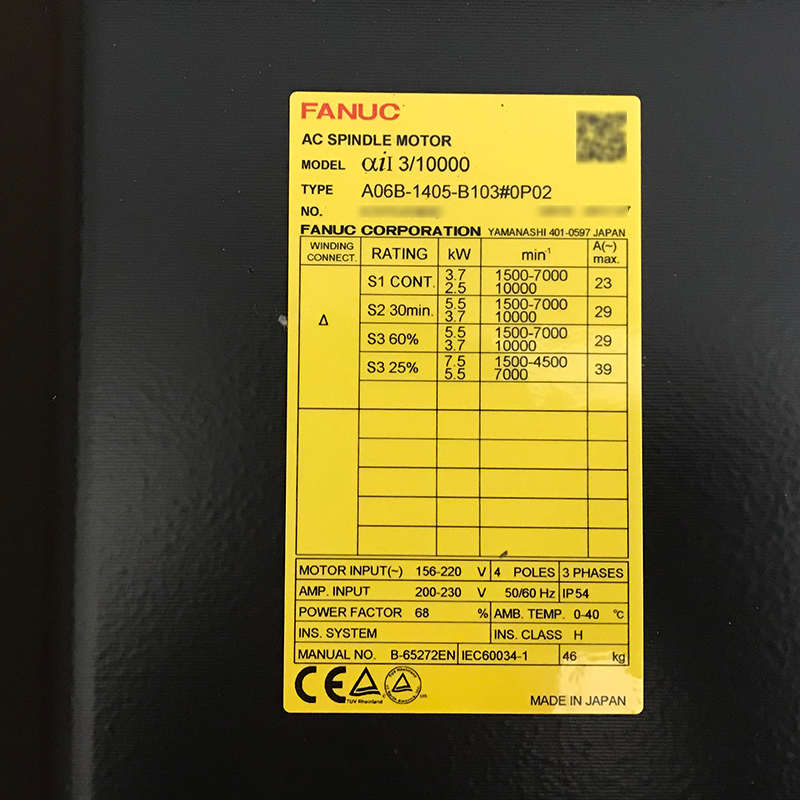 FANUC
AC SPINDLE MOTOR
MODEL αiI 3/10000
TYPE A06B-1405-B103#0P02
NO.
FANUC CORPORATION YAMANASHI 401-0597 JAPAN
WINDING CONNECT. RATING kW min-1 A(~) max.
Δ
S1 CONT. 3.7 1500-7000 23
2.5 10000
S2 30min. 5.5 1500-7000 29
3.7 10000
S3 60% 5.5 1500-7000 29
3.7 10000
S3 25% 7.5 1500-4500 39
5.5 7000
MOTOR INPUT(~) 156-220 V 4 POLES 3 PHASES
AMP. INPUT 200-230 V 50/60 Hz IP54
POWER FACTOR 68 % AMB. TEMP. 0-40 ℃
INS. SYSTEM INS. CLASS H
MANUAL NO. B-65272EN IEC60034-1 46 kg
CE
TÜV Rheinland
MADE IN JAPAN